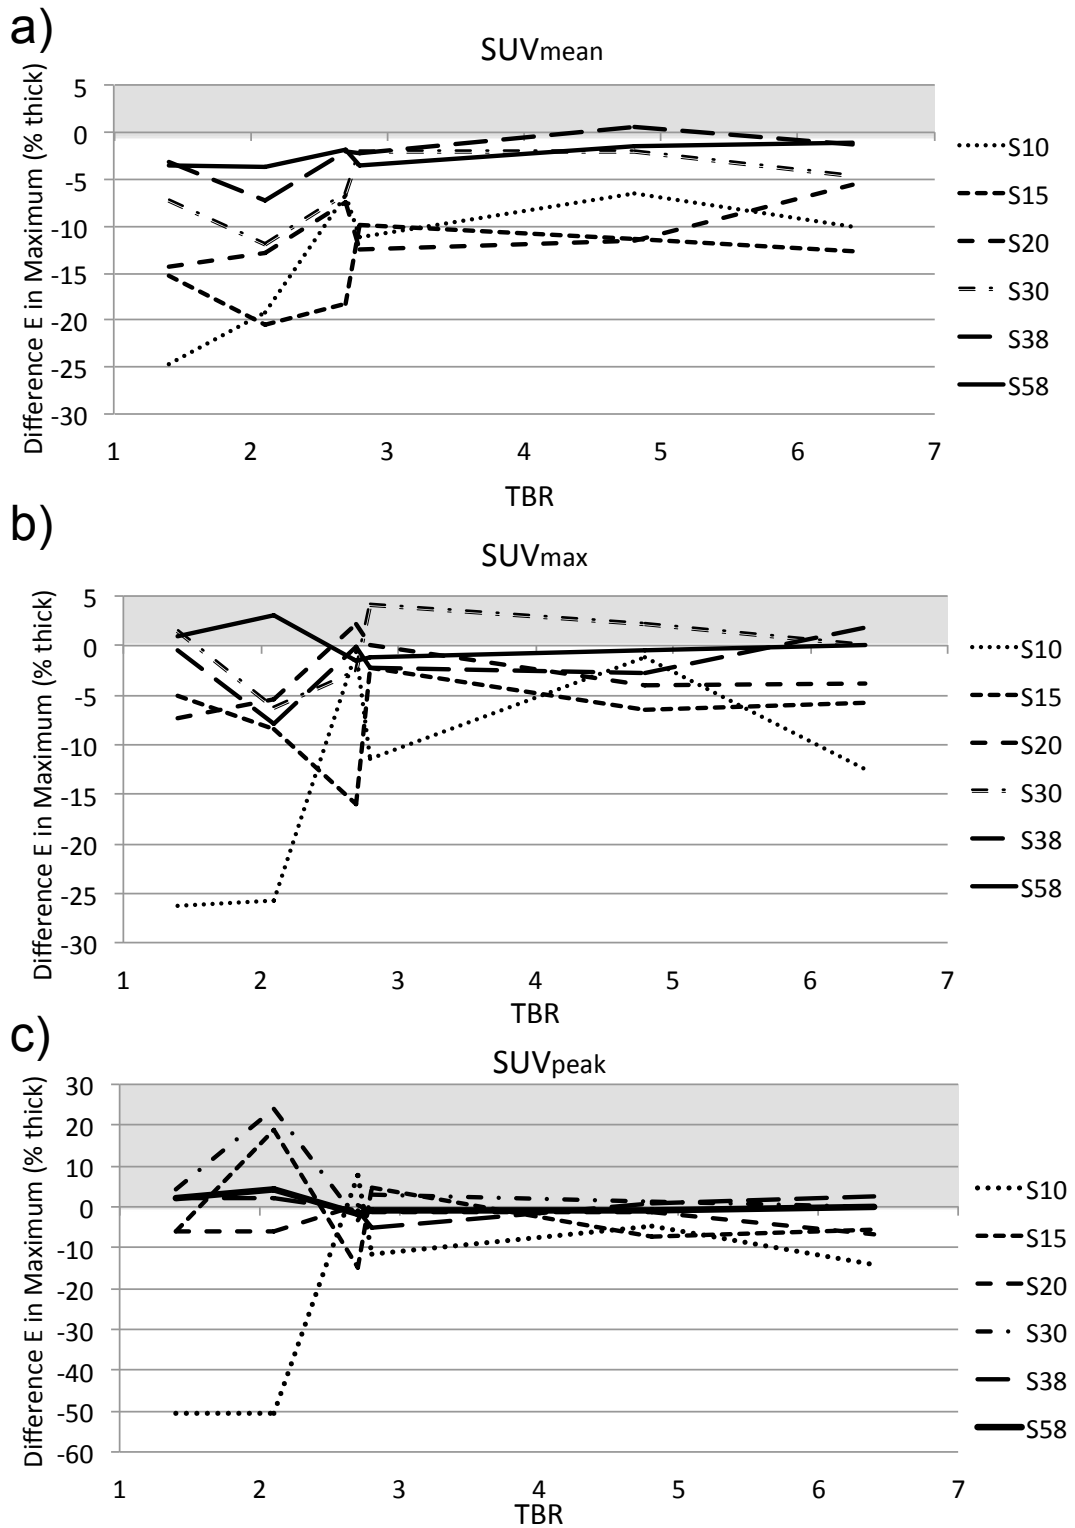 a)
SUVmean
Difference E in Maximum (% thick)
5
0
-5
-10
-15
-20
-25
-30
1 2 3 4 5 6 7
TBR
S10
S15
S20
S30
S38
S58
b)
SUVmax
Difference E in Maximum (% thick)
5
0
-5
-10
-15
-20
-25
-30
1 2 3 4 5 6 7
TBR
S10
S15
S20
S30
S38
S58
c)
SUVpeak
Difference E in Maximum (% thick)
30
20
10
0
-10
-20
-30
-40
-50
-60
1 2 3 4 5 6 7
TBR
S10
S15
S20
S30
S38
S58